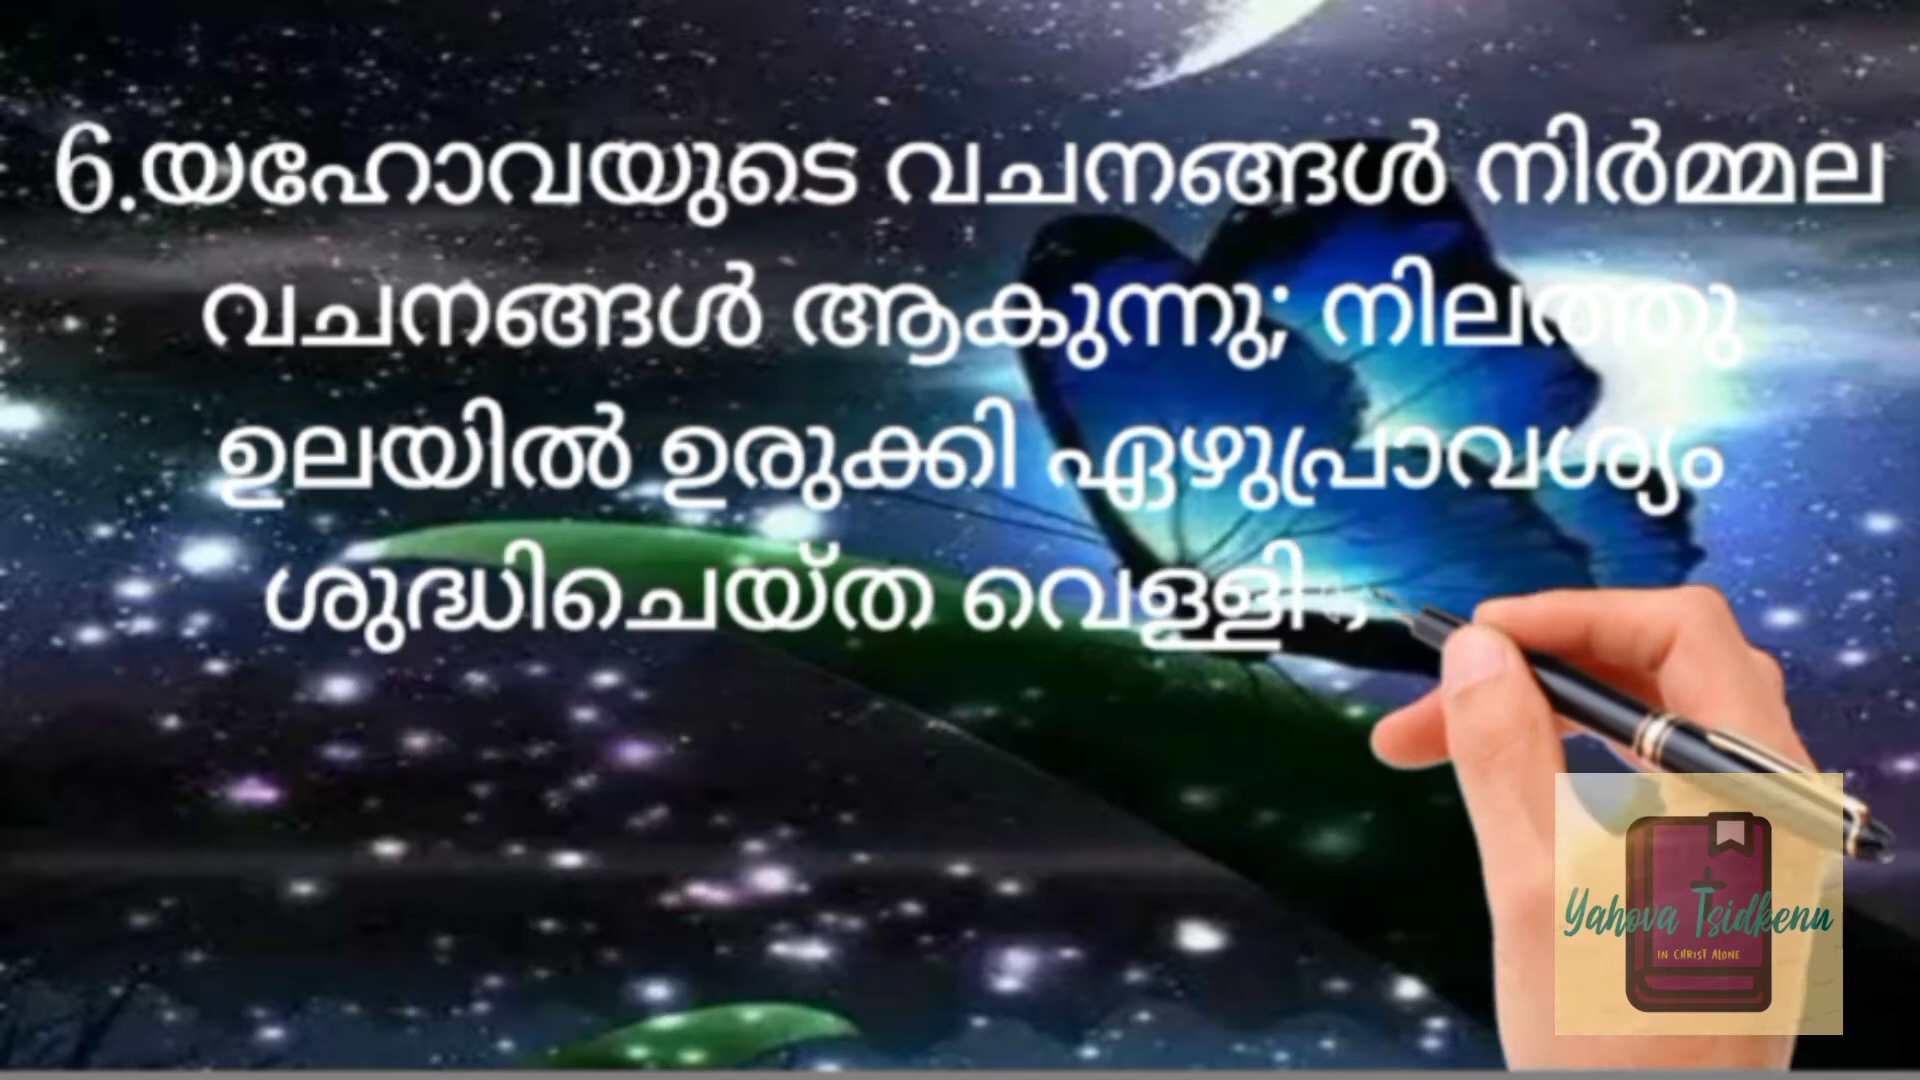 6.യഹോവയുടെ വചനങ്ങൾ നിർമ്മല
വചനങ്ങൾ ആകുന്നു; നിലത്തു
ഉലയിൽ ഉരുക്കി ഏഴുപ്രാവശ്യം
ശുദ്ധിചെയ്ത വെള്ളി
Yahova Tsidkenu
IN CHRIST ALONE